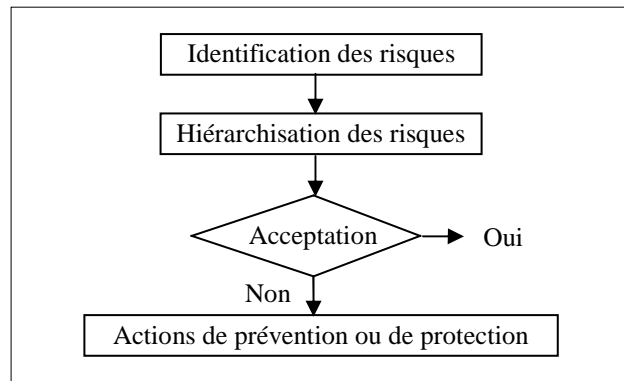 Identification des risques
Hiérarchisation des risques
Acceptation
Oui
Non
Actions de prévention ou de protection